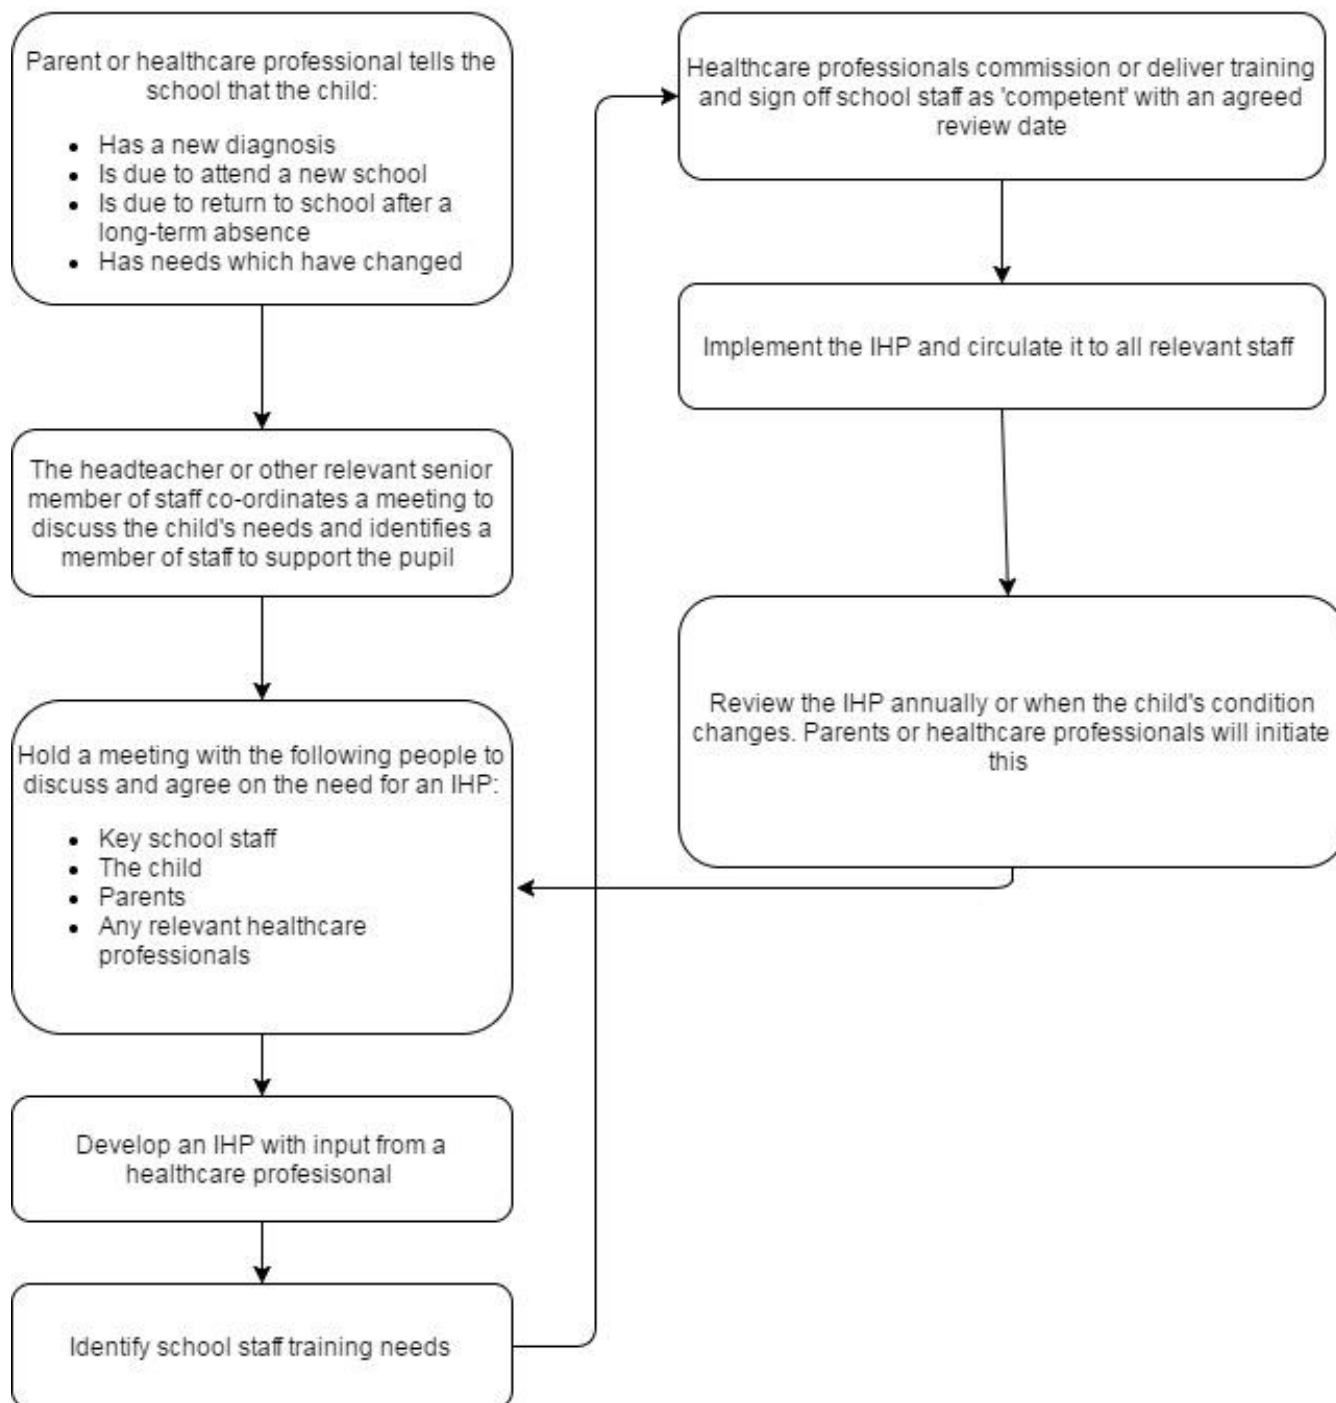 Parent or healthcare professional tells the
school that the child:
• Has a new diagnosis
• Is due to attend a new school
• Is due to return to school after a
long-term absence
• Has needs which have changed
The headteacher or other relevant senior
member of staff co-ordinates a meeting to
discuss the child's needs and identifies a
member of staff to support the pupil
Hold a meeting with the following people to
discuss and agree on the need for an IHP:
• Key school staff
• The child
• Parents
• Any relevant healthcare
professionals
Develop an IHP with input from a
healthcare profesisonal
Identify school staff training needs
Healthcare professionals commission or deliver training
and sign off school staff as 'competent' with an agreed
review date
Implement the IHP and circulate it to all relevant staff
Review the IHP annually or when the child's condition
changes. Parents or healthcare professionals will initiate
this